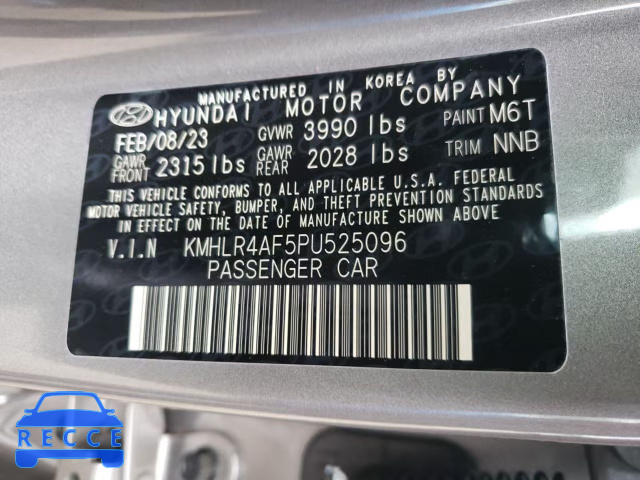 MANUFACTURED IN KOREA BY
HYUNDAI MOTOR COMPANY
FEB/08/23 GVWR 3990 lbs PAINT M6T
GAWR FRONT 2315 lbs GAWR REAR 2028 lbs TRIM NNB
THIS VEHICLE CONFORMS TO ALL APPLICABLE U.S.A. FEDERAL
MOTOR VEHICLE SAFETY, BUMPER, AND THEFT PREVENTION STANDARDS
IN EFFECT ON THE DATE OF MANUFACTURE SHOWN ABOVE.
V.I.N KMHLR4AF5PU525096
PASSENGER CAR
RECCE